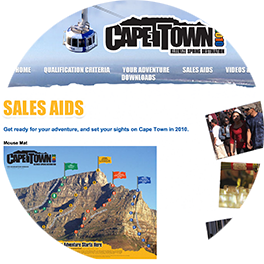 CAPE TOWN
KLEENEZE SPRING DESTINATION
HOME QUALIFICATION CRITERIA YOUR ADVENTURE DOWNLOADS SALES AIDS VIDEOS
SALES AIDS
Get ready for your adventure, and set your sights on Cape Town in 2010.
Mouse Mat
CAPE TOWN
Adventure Starts Here